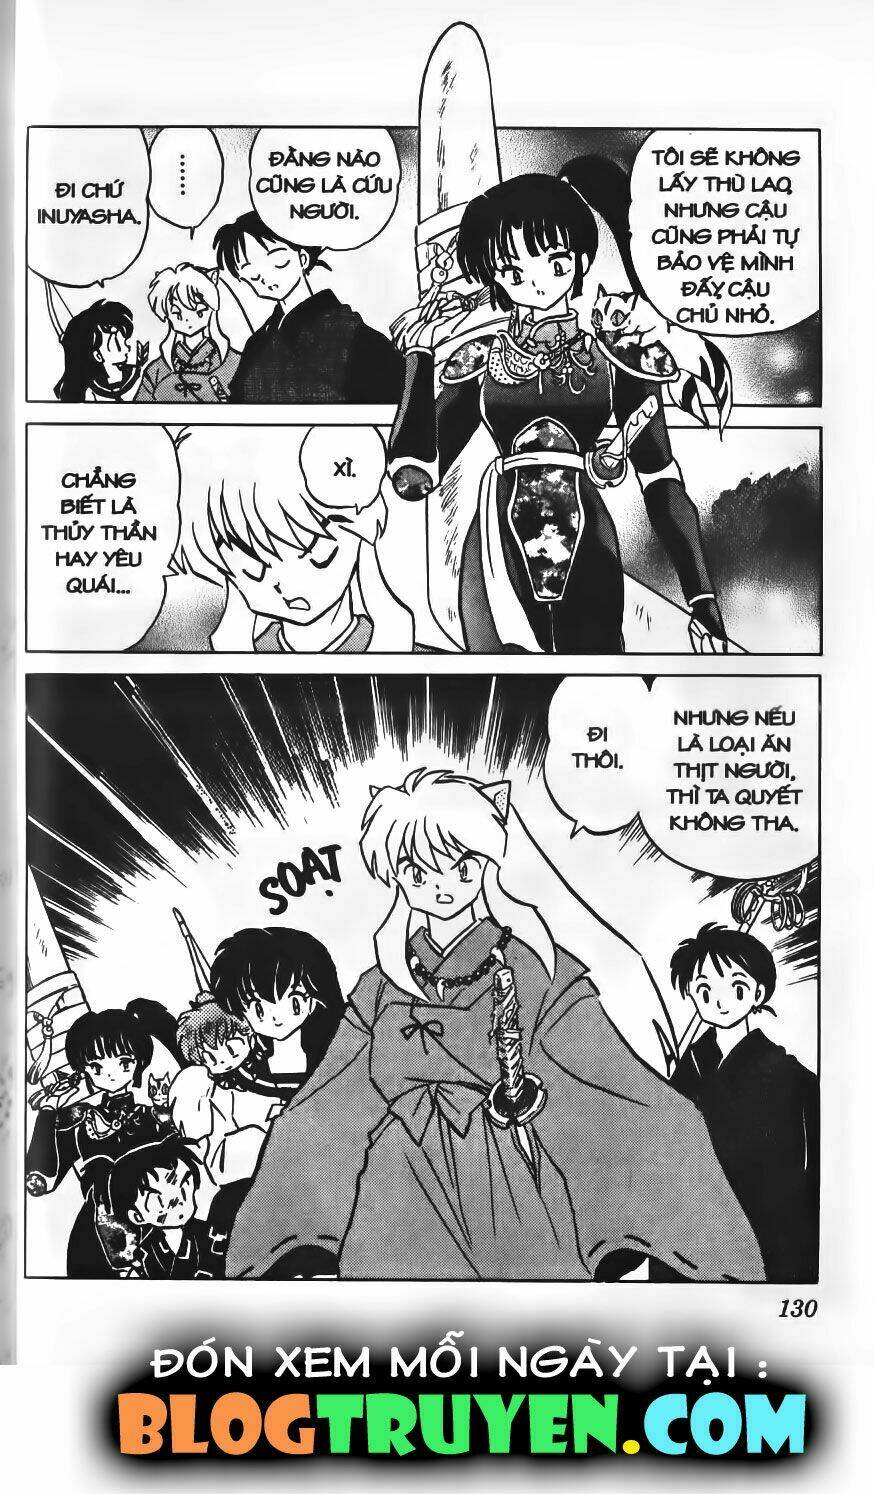 TÔI SẼ KHÔNG
LẤY THÙ LAO,
NHƯNG CẬU
CŨNG PHẢI TỰ
BẢO VỆ MÌNH
ĐẤY, CẬU
CHỦ NHỎ.
ĐẰNG NÀO
CŨNG LÀ CỨU
NGƯỜI.
......
ĐI CHỨ
INUYASHA.
XÌ.
CHẲNG
BIẾT LÀ
THỦY THẦN
HAY YÊU
QUÁI...
NHƯNG NẾU
LÀ LOẠI ĂN
THỊT NGƯỜI,
THÌ TA QUYẾT
KHÔNG THA.
ĐI
THÔI.
SOẠT
130
ĐÓN XEM MỖI NGÀY TẠI :
BLOGTRUYEN.COM